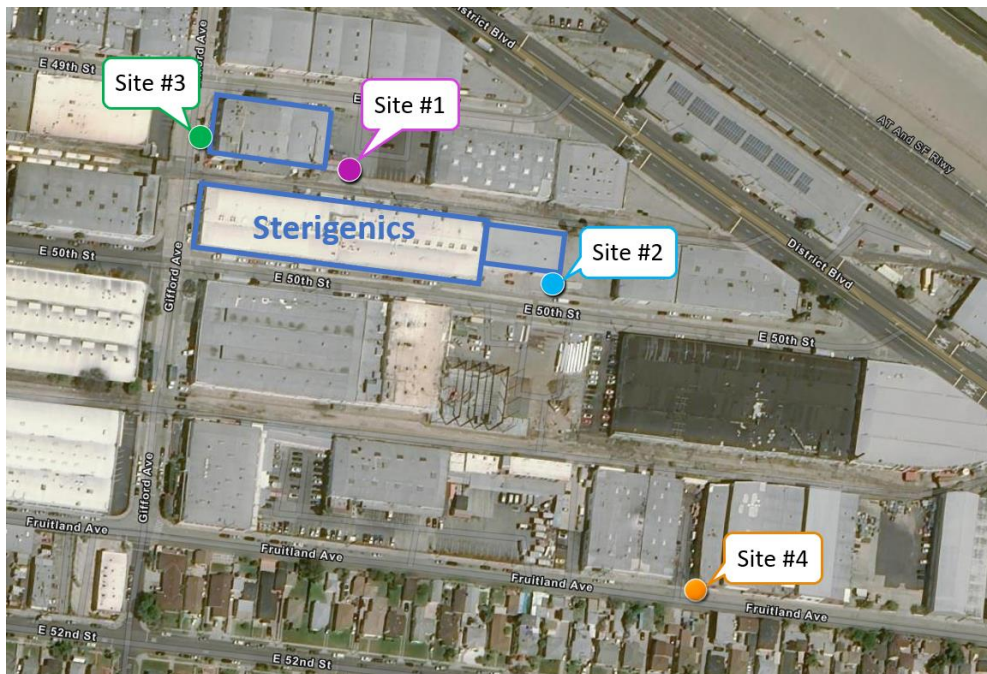 District Blvd
E 49th St
Site #3
Site #1
AT And SF Rlwy
Sterigenics
Site #2
District Blvd
E 50th St
Gifford Ave
E 50th St
E 50th St
E 50th St
Gifford Ave
Site #4
Fruitland Ave
Fruitland Ave
Fruitland Ave
Fruitland Ave
E 52nd St
E 52nd St